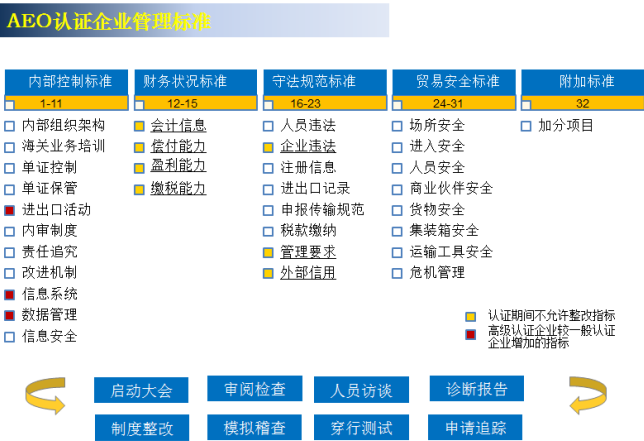 AEO认证企业管理标准
内部控制标准
1-11
内部组织架构
海关业务培训
单证控制
单证保管
进出口活动
内审制度
责任追究
改进机制
信息系统
数据管理
信息安全
财务状况标准
12-15
会计信息
偿付能力
盈利能力
缴税能力
守法规范标准
16-23
人员违法
企业违法
注册信息
进出口记录
申报传输规范
税款缴纳
管理要求
外部信用
贸易安全标准
24-31
场所安全
进入安全
人员安全
商业伙伴安全
货物安全
集装箱安全
运输工具安全
危机管理
附加标准
32
加分项目
认证期间不允许整改指标
高级认证企业较一般认证
企业增加的指标
启动大会 审阅检查 人员访谈 诊断报告
制度整改 模拟稽查 穿行测试 申请追踪